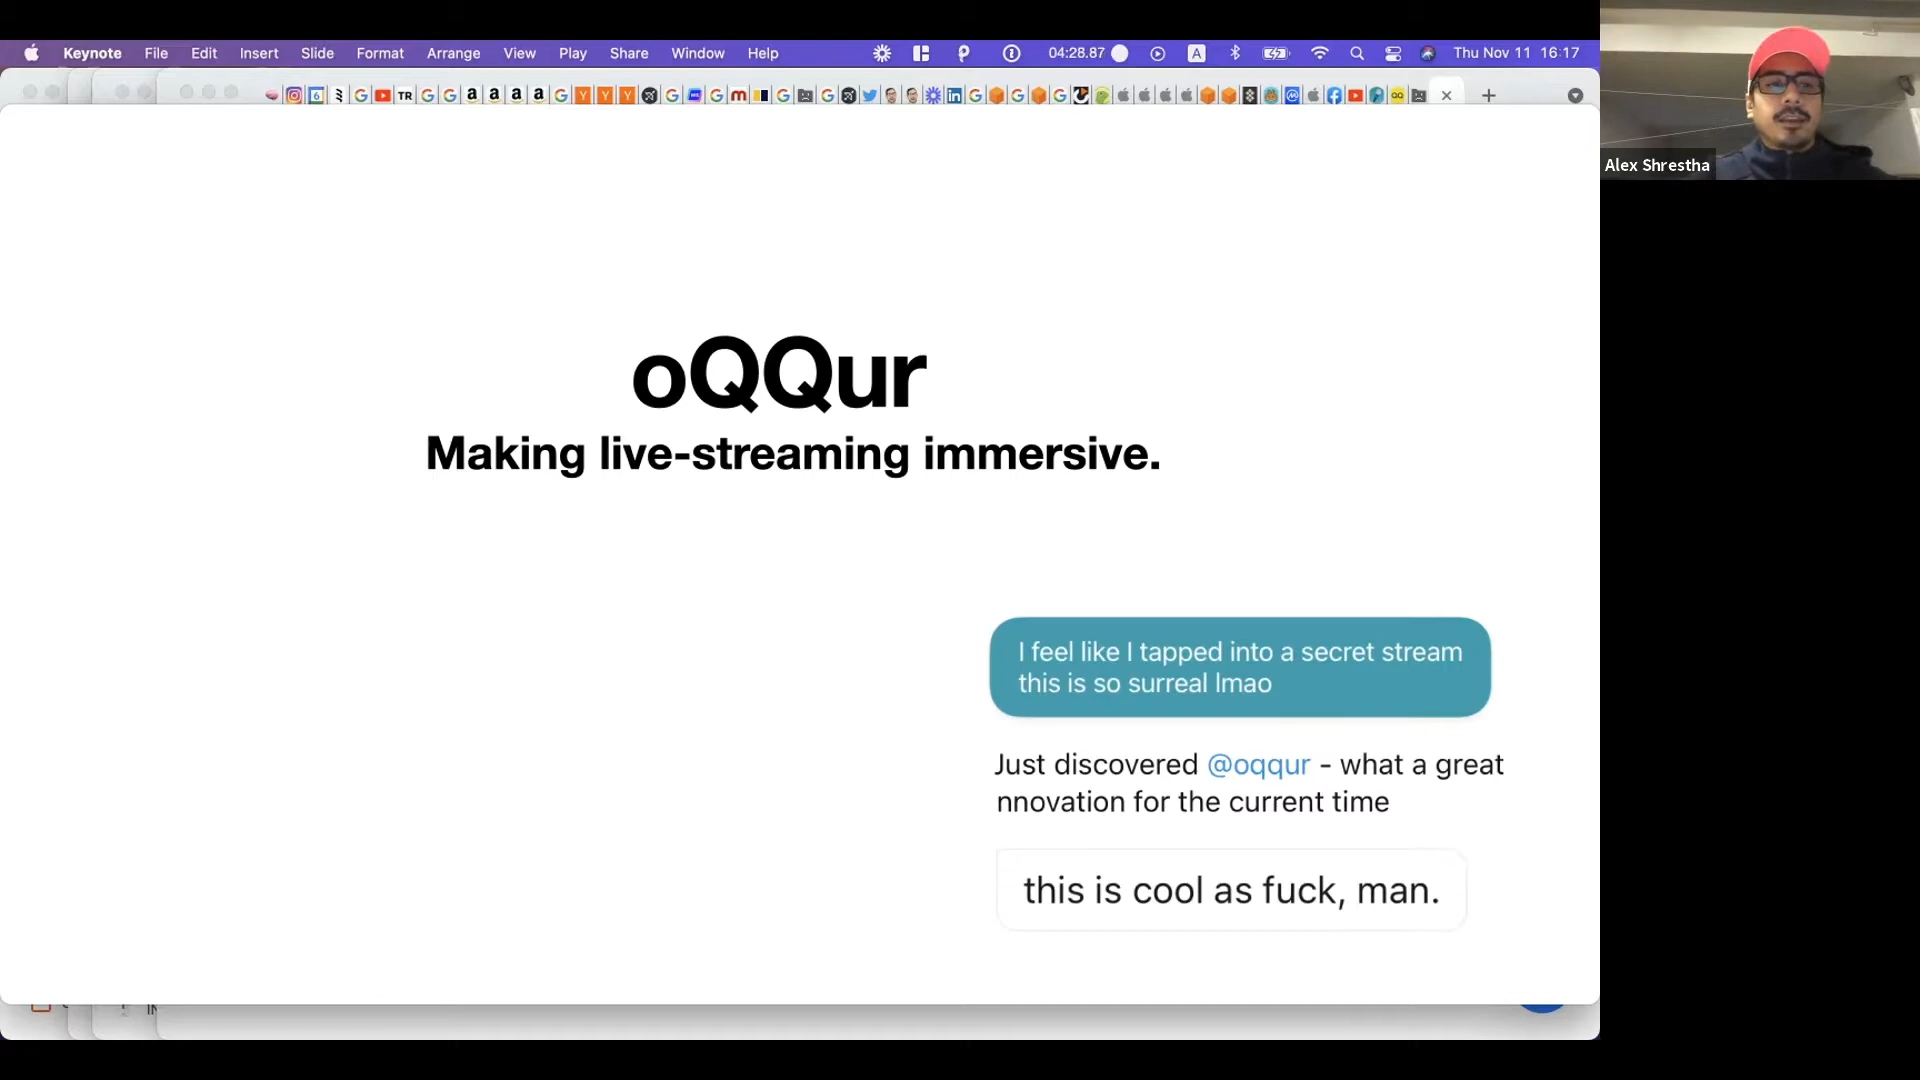 Keynote File Edit Insert Slide Format Arrange View Play Share Window Help 04:28.87 A Thu Nov 11 16:17
Alex Shrestha
oQQur
Making live-streaming immersive.
I feel like I tapped into a secret stream
this is so surreal lmao
Just discovered @oqqur - what a great
nnovation for the current time
this is cool as fuck, man.